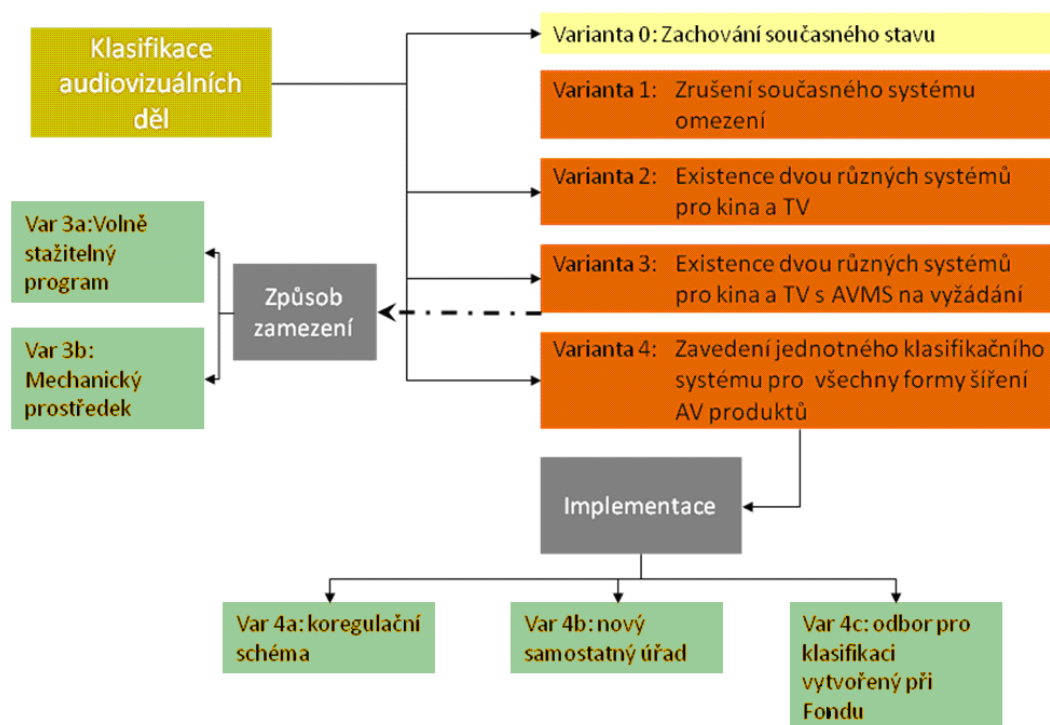 Klasifikace
audiovizuálních
děl
Varianta 0: Zachování současného stavu
Varianta 1: Zrušení současného systému
omezení
Varianta 2: Existence dvou různých systémů
pro kina a TV
Varianta 3: Existence dvou různých systémů
pro kina a TV s AVMS na vyžádání
Varianta 4: Zavedení jednotného klasifikačního
systému pro všechny formy šíření
AV produktů
Způsob
zamezení
Var 3a:Volně
stažitelný
program
Var 3b:
Mechanický
prostředek
Implementace
Var 4a: koregulační
schéma
Var 4b: nový
samostatný úřad
Var 4c: odbor pro
klasifikaci
vytvořený při
Fondu